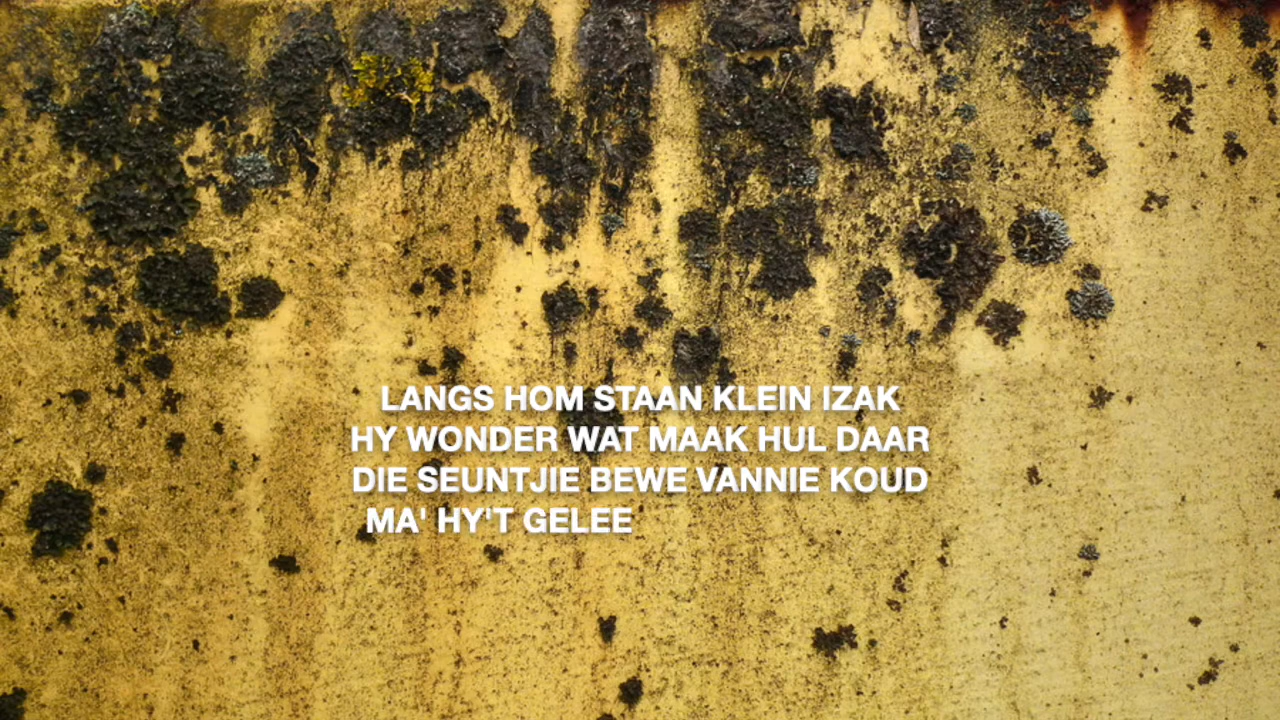 LANGS HOM STAAN KLEIN IZAK
HY WONDER WAT MAAK HUL DAAR
DIE SEUNTJIE BEWE VANNIE KOUD
MA' HY'T GELEE